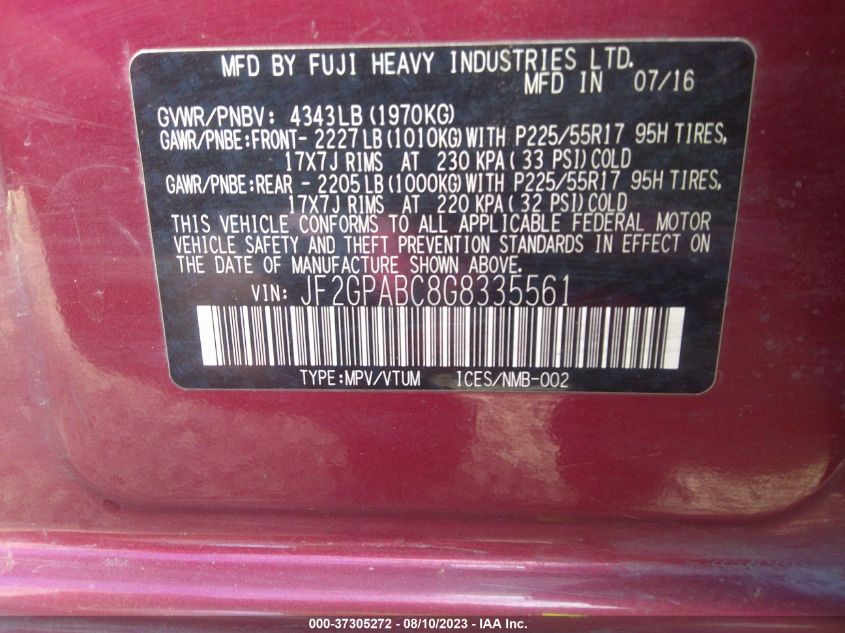 MFD BY FUJI HEAVY INDUSTRIES LTD.
MFD IN 07/16
GVWR/PNBV: 4343LB (1970KG)
GAWR/PNBE:FRONT- 2227LB (1010KG) WITH P225/55R17 95H TIRES,
17X7J RIMS AT 230 KPA( 33 PSI)COLD
GAWR/PNBE:REAR - 2205LB (1000KG) WITH P225/55R17 95H TIRES,
17X7J RIMS AT 220 KPA( 32 PSI)COLD
THIS VEHICLE CONFORMS TO ALL APPLICABLE FEDERAL MOTOR
VEHICLE SAFETY AND THEFT PREVENTION STANDARDS IN EFFECT ON
THE DATE OF MANUFACTURE SHOWN ABOVE.
VIN: JF2GPABC8G8335561
TYPE:MPV/VTUM ICES/NMB-002
000-37305272 — 08/10/2023 — IAA Inc.